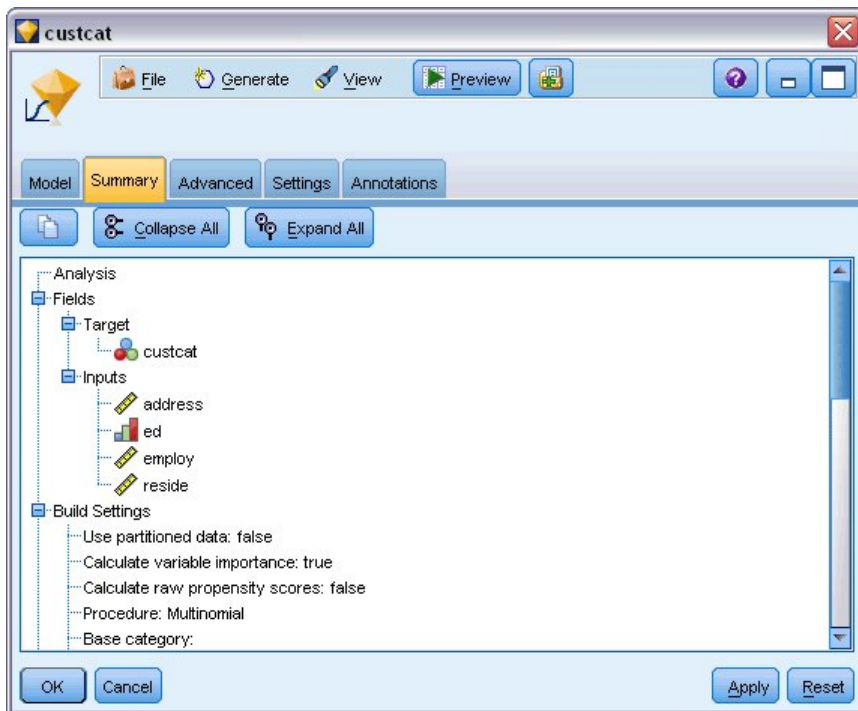 custcat
File Generate View Preview
Model Summary Advanced Settings Annotations
Collapse All Expand All
Analysis
Fields
Target
custcat
Inputs
address
ed
employ
reside
Build Settings
Use partitioned data: false
Calculate variable importance: true
Calculate raw propensity scores: false
Procedure: Multinomial
Base category:
OK Cancel Apply Reset